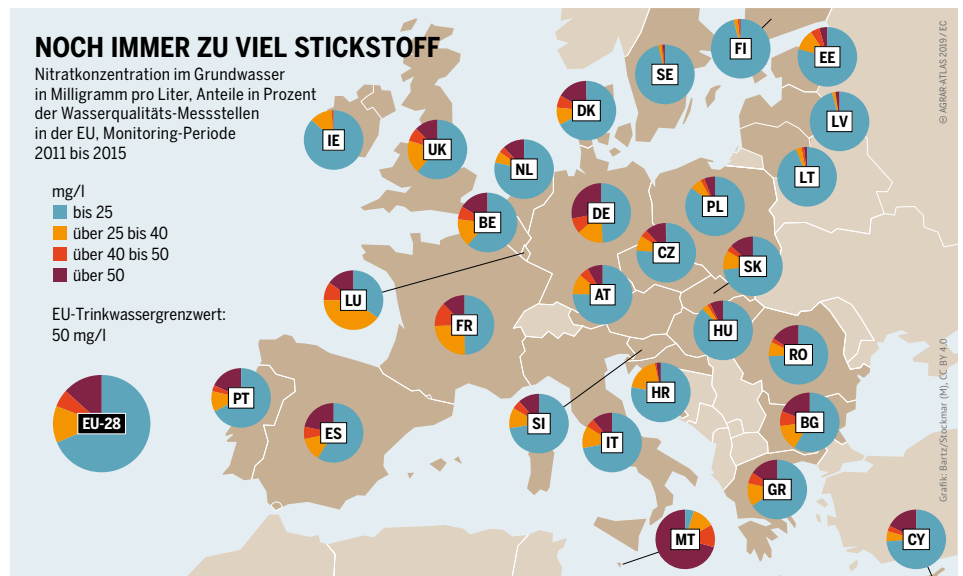 NOCH IMMER ZU VIEL STICKSTOFF
Nitratkonzentration im Grundwasser
in Milligramm pro Liter, Anteile in Prozent
der Wasserqualitäts-Messstellen
in der EU, Monitoring-Periode
2011 bis 2015
mg/l
bis 25
über 25 bis 40
über 40 bis 50
über 50
EU-Trinkwassergrenzwert:
50 mg/l
EU-28
FI
SE
EE
DK
LV
IE
UK
NL
LT
BE
DE
PL
CZ
SK
LU
AT
FR
HU
RO
PT
HR
ES
SI
IT
BG
GR
MT
CY
© AGRAR-ATLAS 2019 / EC
Grafik: Bartz/Stockmar (M), CC BY 4.0